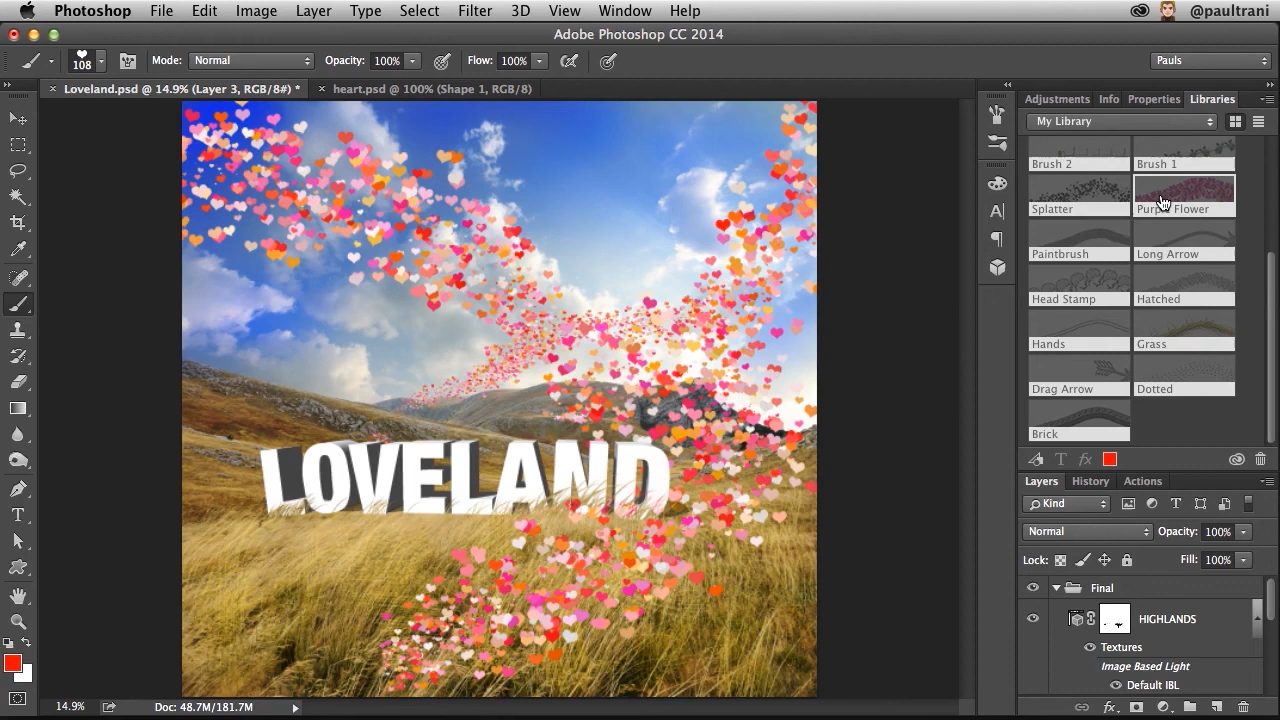 Photoshop File Edit Image Layer Type Select Filter 3D View Window Help @paultrani
Adobe Photoshop CC 2014
108 Mode: Normal Opacity: 100% Flow: 100% Pauls
× Loveland.psd @ 14.9% (Layer 3, RGB/8#) * × heart.psd @ 100% (Shape 1, RGB/8)
Adjustments Info Properties Libraries
My Library
Brush 2 Brush 1
Splatter Flower
Paintbrush Long Arrow
Head Stamp Hatched
Hands Grass
Drag Arrow Dotted
Brick
LOVELAND
Layers History Actions
Kind
Normal Opacity: 100%
Lock: Fill: 100%
Final
HIGHLANDS
Textures
Image Based Light
Default IBL
14.9% Doc: 48.7M/181.7M